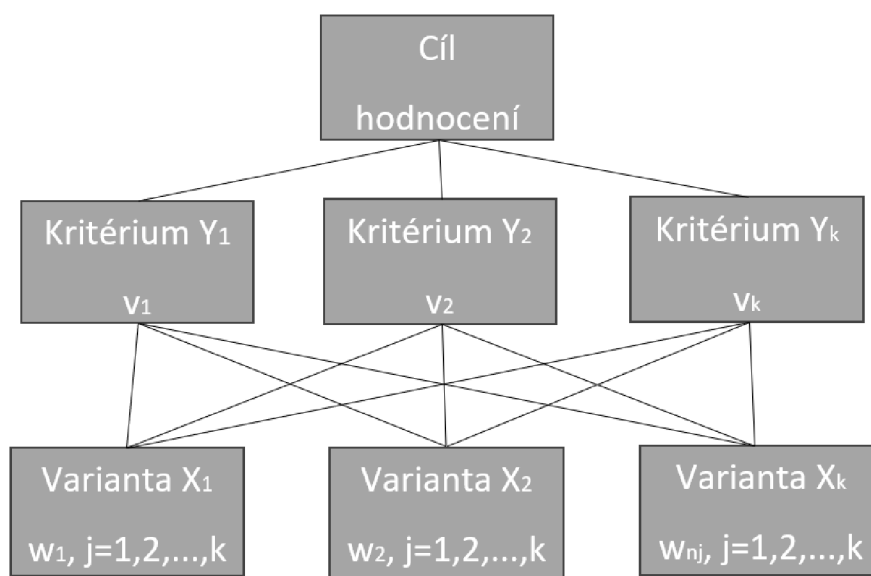 Cíl
hodnocení
Kritérium Y1
v1
Kritérium Y2
v2
Kritérium Yk
vk
Varianta X1
w1, j=1,2,...,k
Varianta X2
w2, j=1,2,...,k
Varianta Xk
wnj, j=1,2,...,k